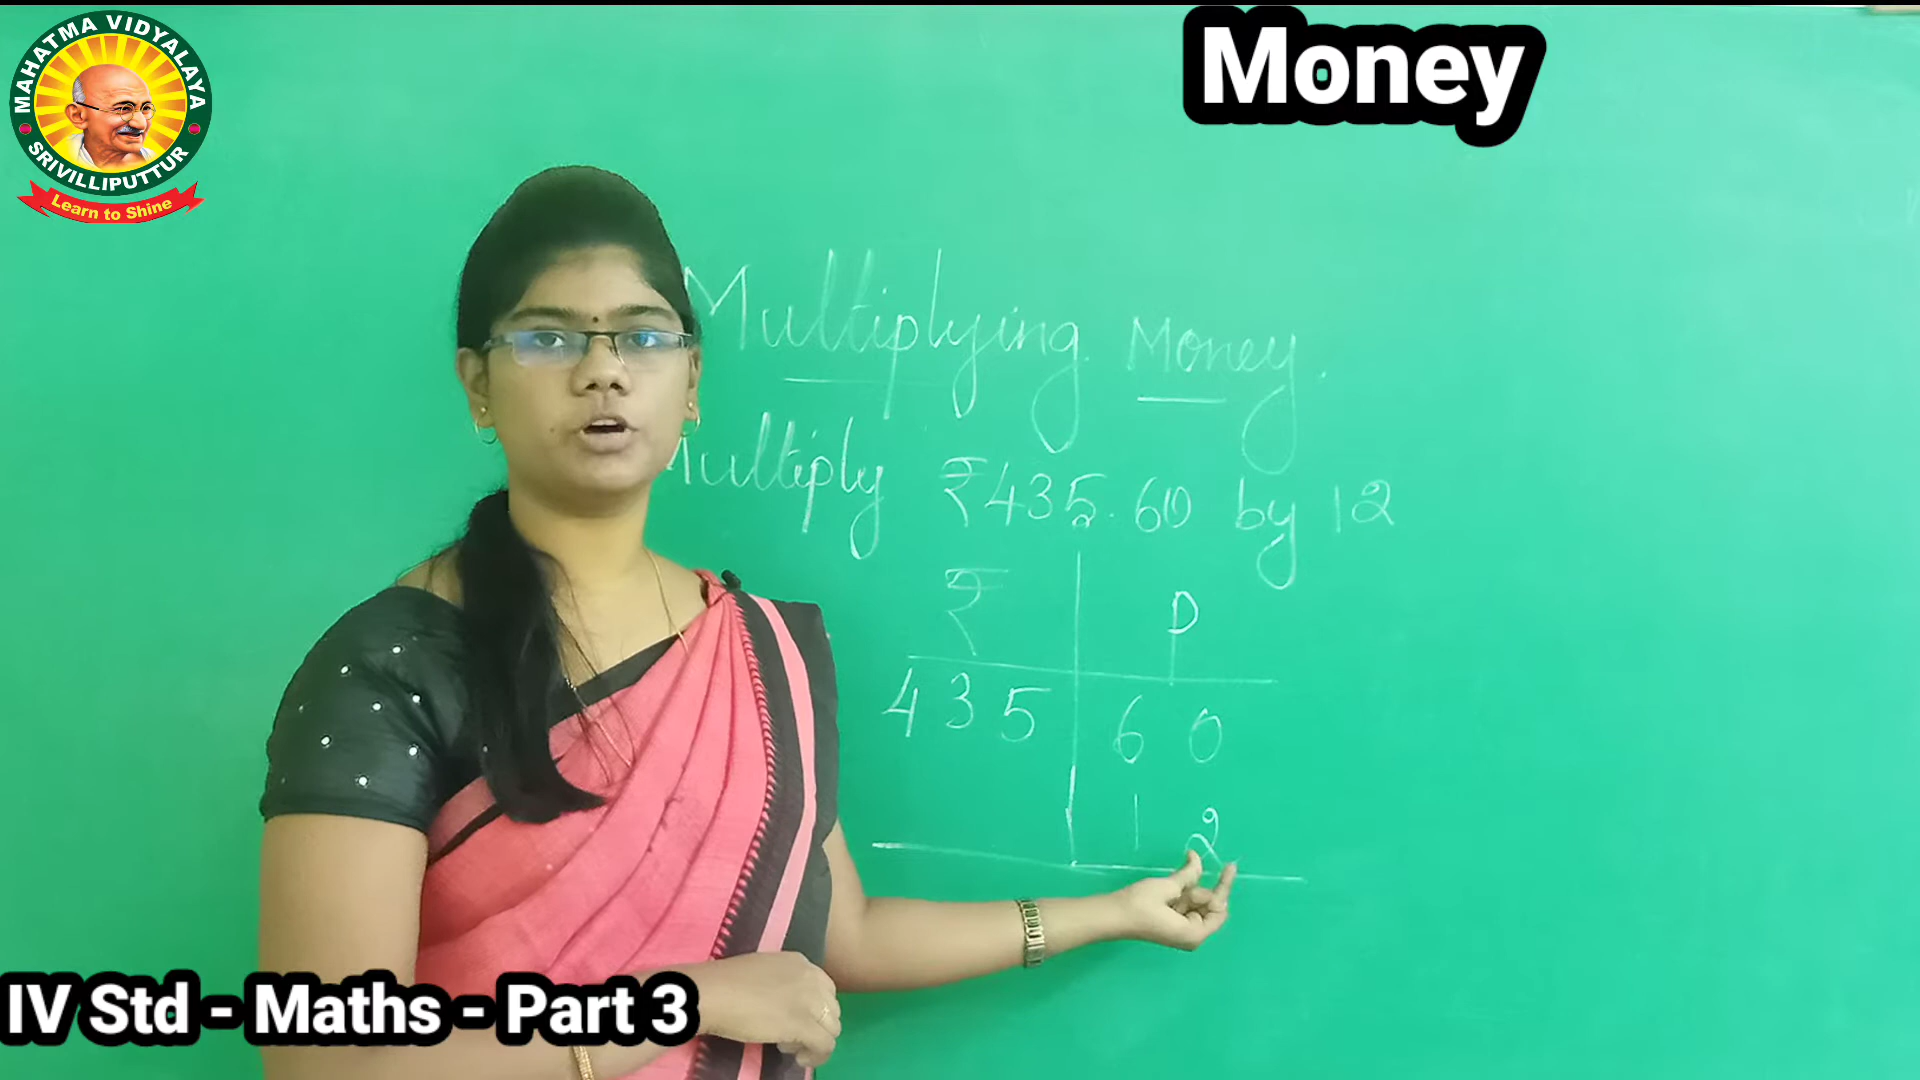 MAHATMA VIDYALAYA
SRIVILLIPUTTUR
Learn to Shine
Money
Multiplying Money.
Multiply ₹435.60 by 12
₹ P
435 60
12
IV Std - Maths - Part 3